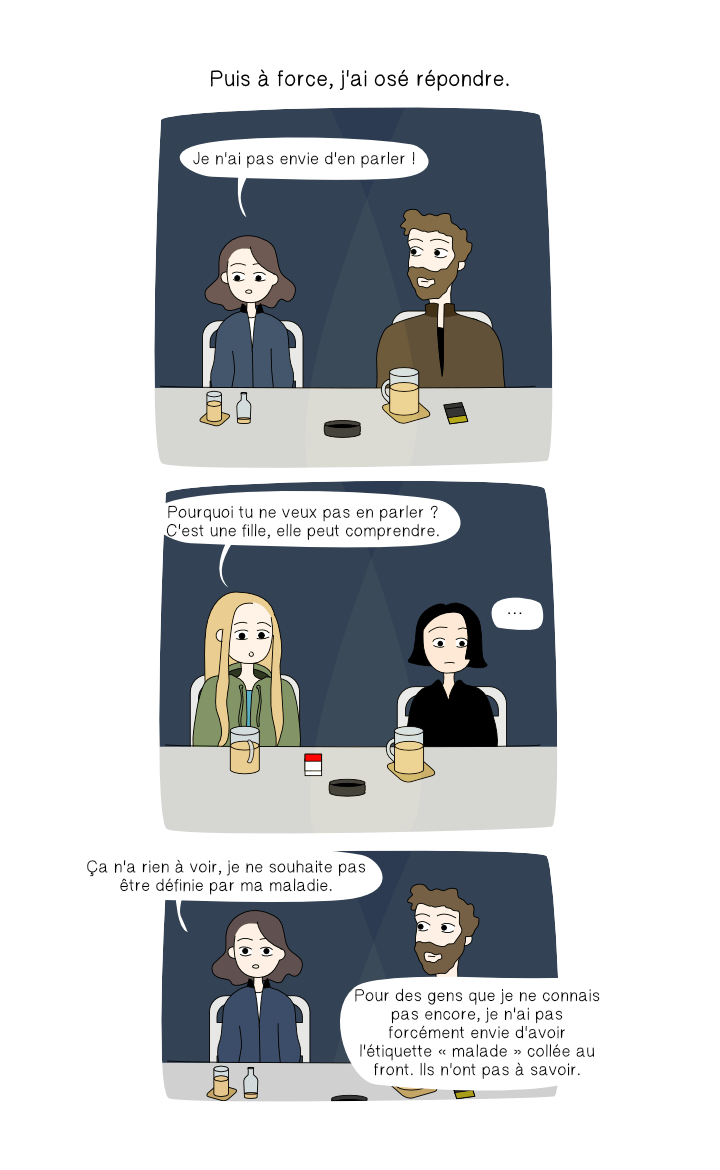 Puis à force, j'ai osé répondre.
Je n'ai pas envie d'en parler !
Pourquoi tu ne veux pas en parler ?
C'est une fille, elle peut comprendre.
...
Ça n'a rien à voir, je ne souhaite pas
être définie par ma maladie.
Pour des gens que je ne connais
pas encore, je n'ai pas
forcément envie d'avoir
l'étiquette « malade » collée au
front. Ils n'ont pas à savoir.